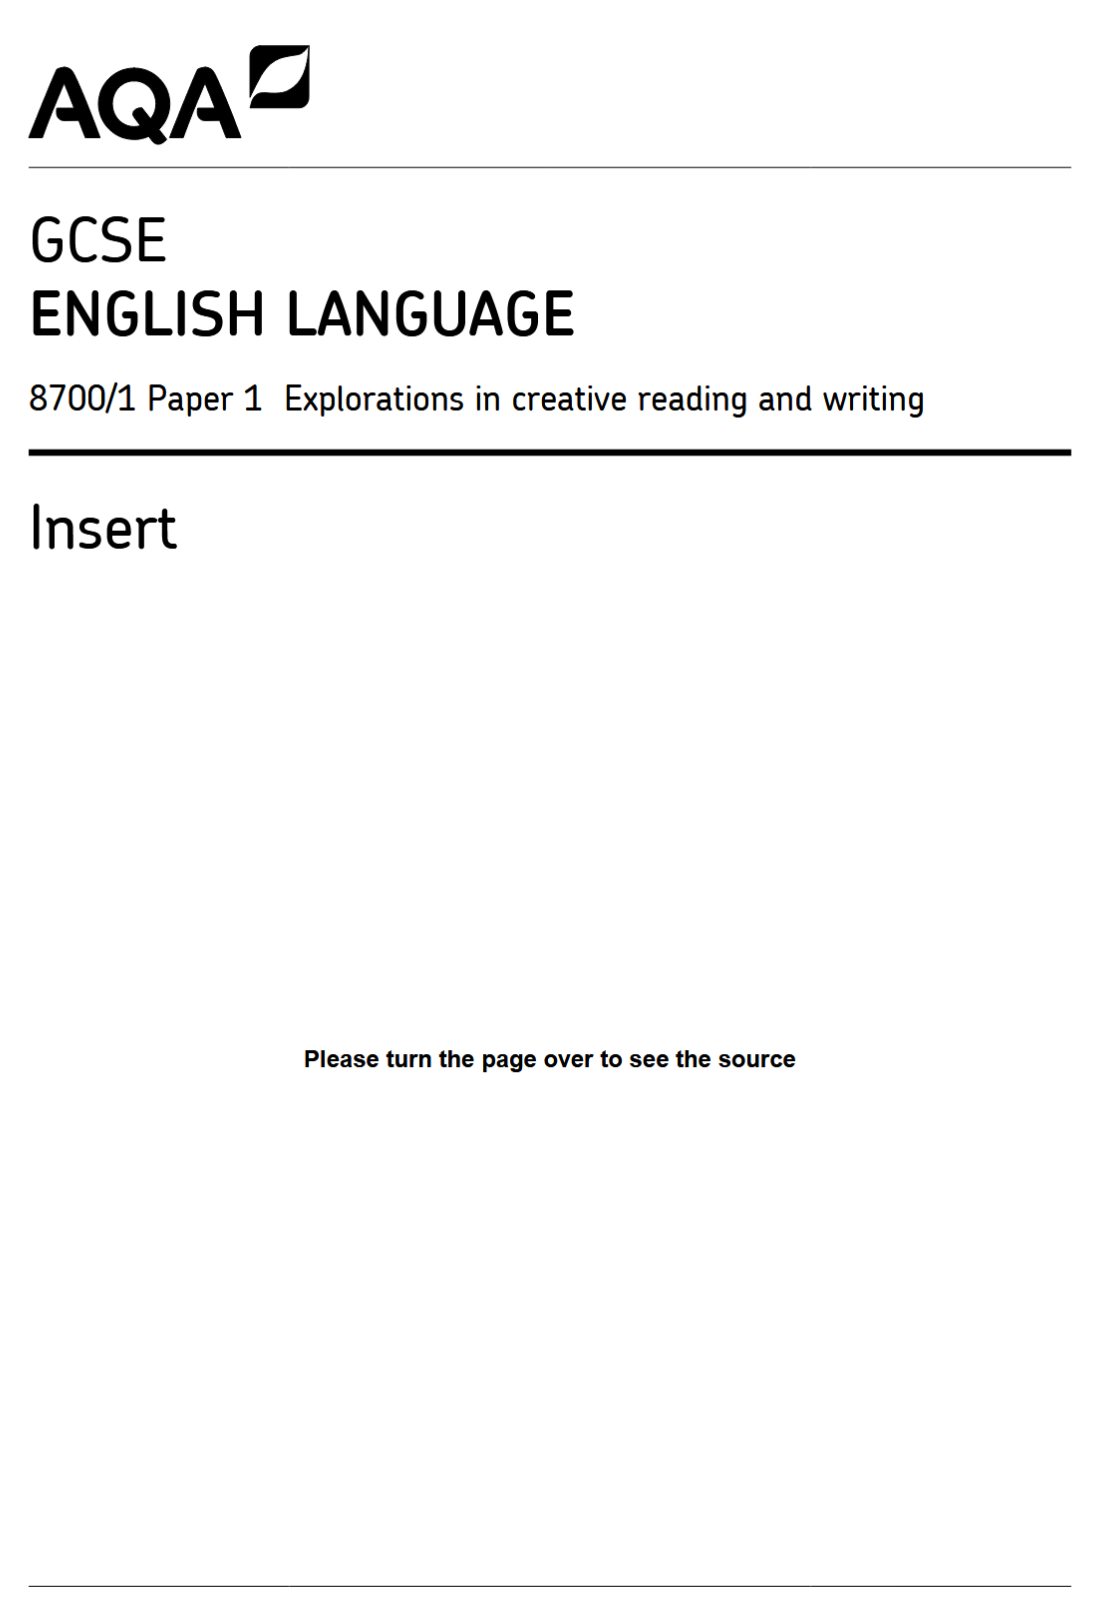 AQA
GCSE
ENGLISH LANGUAGE
8700/1 Paper 1 Explorations in creative reading and writing
Insert
Please turn the page over to see the source